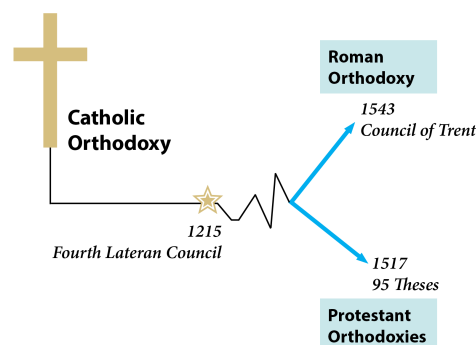 Roman
Orthodoxy
1543
Council of Trent
Catholic
Orthodoxy
1215
Fourth Lateran Council
1517
95 Theses
Protestant
Orthodoxies